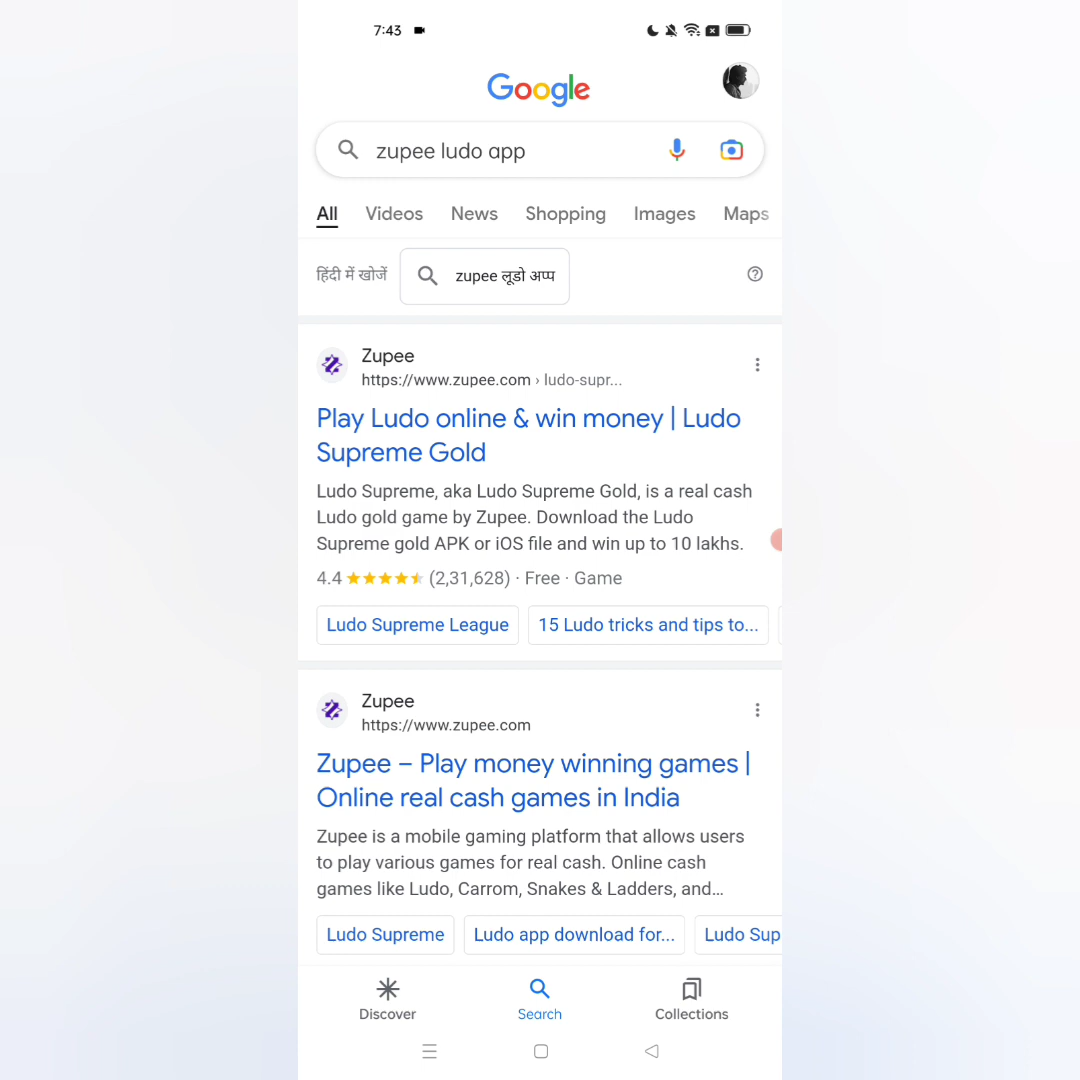 7:43
Google
zupee ludo app
All Videos News Shopping Images Maps
हिंदी में खोजें zupee लूडो अप्प
Zupee
https://www.zupee.com › ludo-supr...
Play Ludo online & win money | Ludo
Supreme Gold
Ludo Supreme, aka Ludo Supreme Gold, is a real cash
Ludo gold game by Zupee. Download the Ludo
Supreme gold APK or iOS file and win up to 10 lakhs.
4.4 (2,31,628) · Free · Game
Ludo Supreme League 15 Ludo tricks and tips to...
Zupee
https://www.zupee.com
Zupee – Play money winning games |
Online real cash games in India
Zupee is a mobile gaming platform that allows users
to play various games for real cash. Online cash
games like Ludo, Carrom, Snakes & Ladders, and...
Ludo Supreme Ludo app download for... Ludo Sup
Discover Search Collections